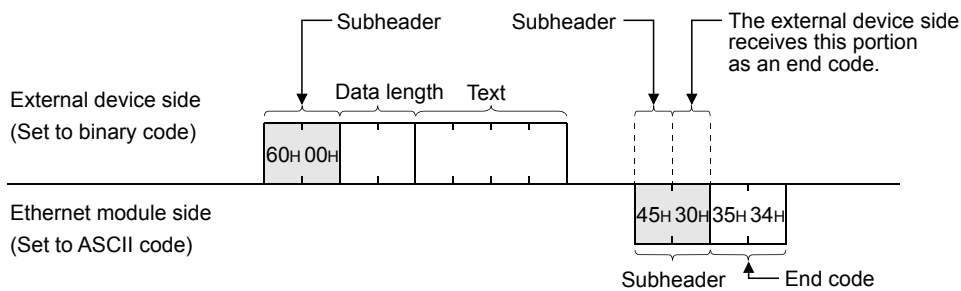 Subheader
Subheader
The external device side
receives this portion
as an end code.
External device side
(Set to binary code)
Data length
Text
60H 00H
Ethernet module side
(Set to ASCII code)
45H 30H 35H 34H
Subheader
End code